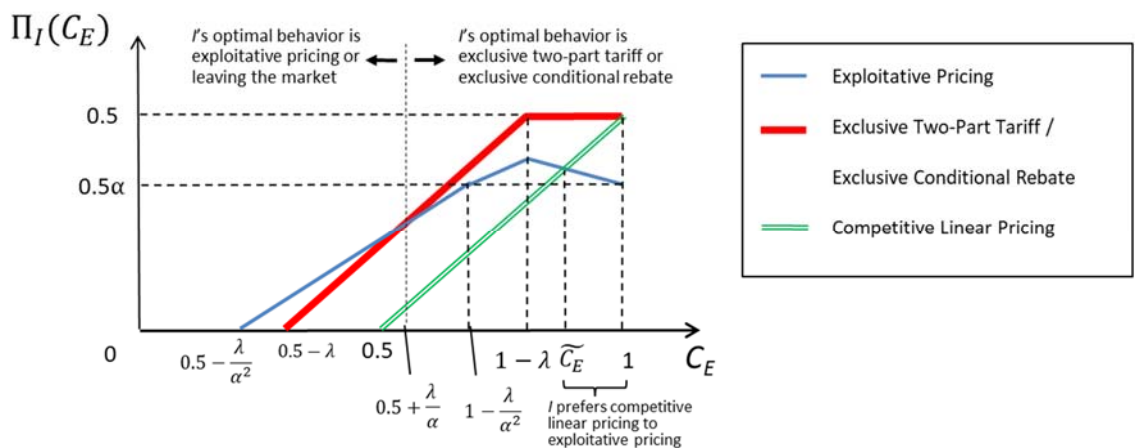 Π_I(C_E)
I's optimal behavior is
exploitative pricing or
leaving the market
I's optimal behavior is
exclusive two-part tariff or
exclusive conditional rebate
0.5
0.5α
0
0.5 − λ/α²
0.5 − λ
0.5
0.5 + λ/α
1 − λ/α²
1 − λ
C̃_E
1
C_E
I prefers competitive
linear pricing to
exploitative pricing
Exploitative Pricing
Exclusive Two-Part Tariff /
Exclusive Conditional Rebate
Competitive Linear Pricing